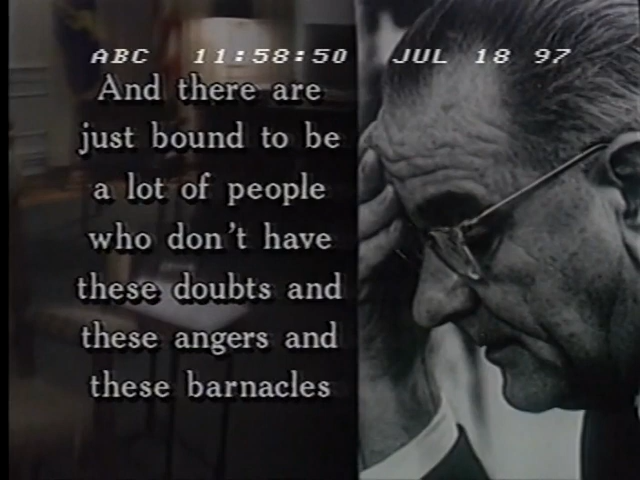 ABC 11:58:50 JUL 18 97
And there are
just bound to be
a lot of people
who don't have
these doubts and
these angers and
these barnacles